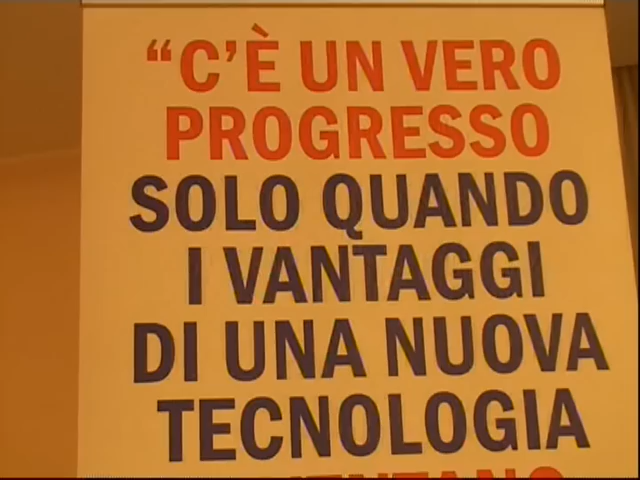 “C’È UN VERO
PROGRESSO
SOLO QUANDO
I VANTAGGI
DI UNA NUOVA
TECNOLOGIA